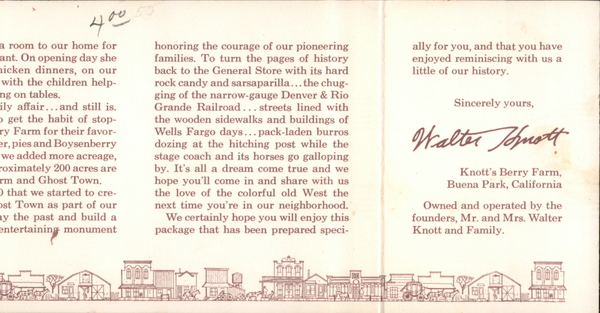 4.00
a room to our home for
ant. On opening day she
hicken dinners, on our
with the children help-
ng on tables.
ily affair...and still is.
o get the habit of stop-
ry Farm for their favor-
er, pies and Boysenberry
we added more acreage,
roximately 200 acres are
rm and Ghost Town.
0 that we started to cre-
ost Town as part of our
ay the past and build a
entertaining monument
honoring the courage of our pioneering
families. To turn the pages of history
back to the General Store with its hard
rock candy and sarsaparilla...the chug-
ging of the narrow-gauge Denver & Rio
Grande Railroad...streets lined with
the wooden sidewalks and buildings of
Wells Fargo days...pack-laden burros
dozing at the hitching post while the
stage coach and its horses go galloping
by. It's all a dream come true and we
hope you'll come in and share with us
the love of the colorful old West the
next time you're in our neighborhood.
We certainly hope you will enjoy this
package that has been prepared speci-
ally for you, and that you have
enjoyed reminiscing with us a
little of our history.
Sincerely yours,
Walter Knott
Knott's Berry Farm,
Buena Park, California
Owned and operated by the
founders, Mr. and Mrs. Walter
Knott and Family.